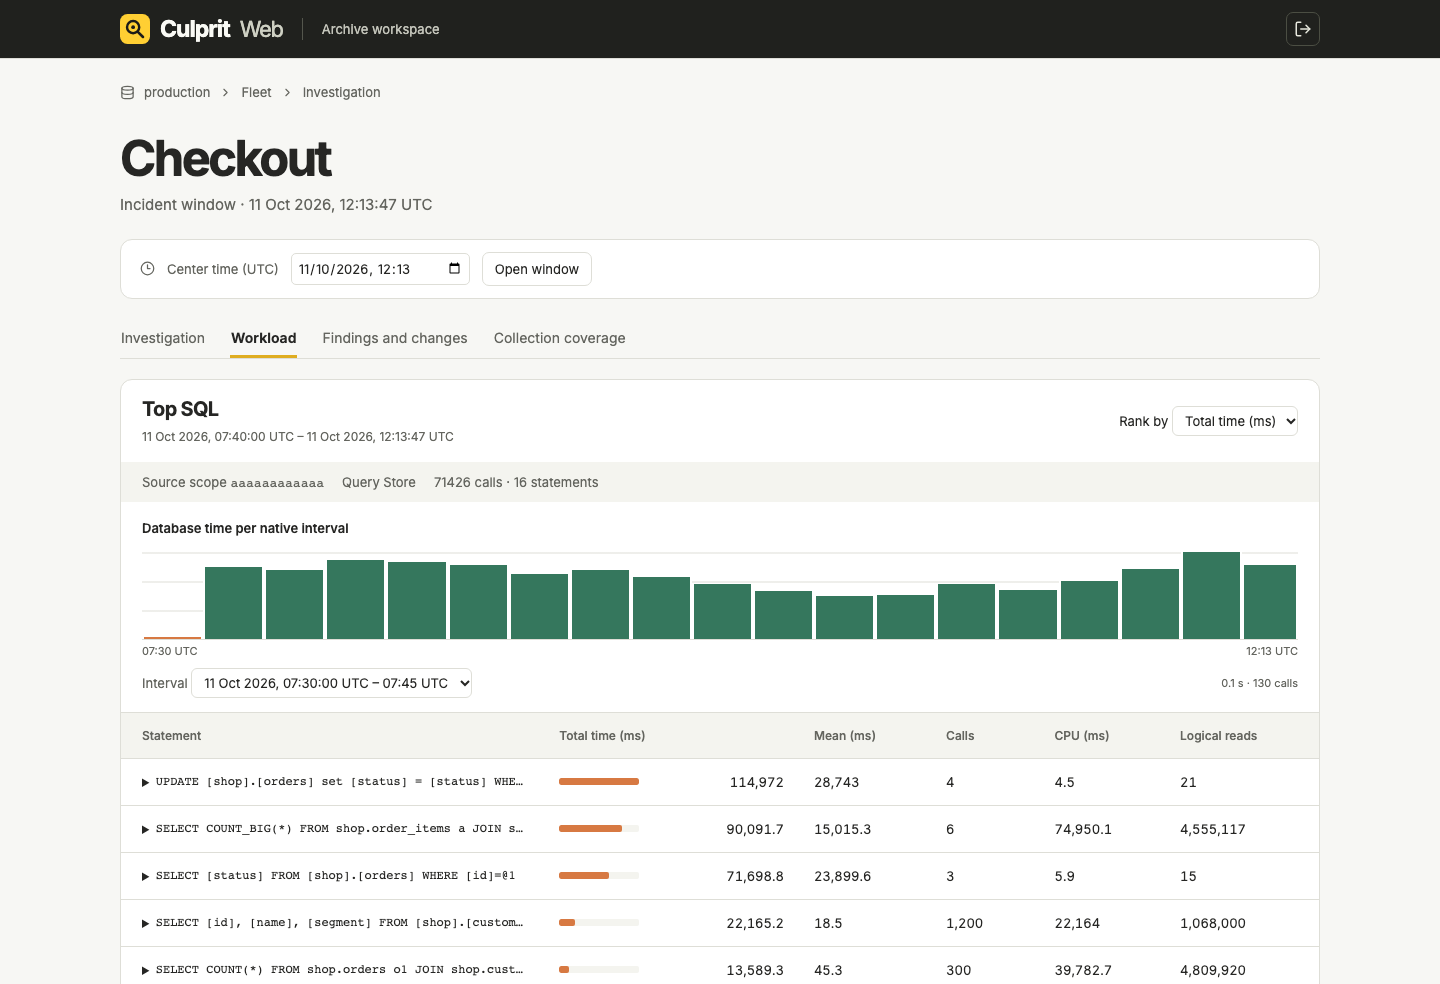 Culprit Web Archive workspace
production > Fleet > Investigation
Checkout
Incident window · 11 Oct 2026, 12:13:47 UTC
Center time (UTC) 11/10/2026, 12:13 Open window
Investigation Workload Findings and changes Collection coverage
Top SQL
11 Oct 2026, 07:40:00 UTC – 11 Oct 2026, 12:13:47 UTC
Rank by Total time (ms)
Source scope aaaaaaaaaaaa Query Store 71426 calls · 16 statements
Database time per native interval
07:30 UTC 12:13 UTC
Interval 11 Oct 2026, 07:30:00 UTC – 07:45 UTC 0.1 s · 130 calls
Statement Total time (ms) Mean (ms) Calls CPU (ms) Logical reads
UPDATE [shop].[orders] set [status] = [status] WHE… 114,972 28,743 4 4.5 21
SELECT COUNT_BIG(*) FROM shop.order_items a JOIN s… 90,091.7 15,015.3 6 74,950.1 4,555,117
SELECT [status] FROM [shop].[orders] WHERE [id]=@1 71,698.8 23,899.6 3 5.9 15
SELECT [id], [name], [segment] FROM [shop].[custom… 22,165.2 18.5 1,200 22,164 1,068,000
SELECT COUNT(*) FROM shop.orders o1 JOIN shop.cust… 13,589.3 45.3 300 39,782.7 4,809,920